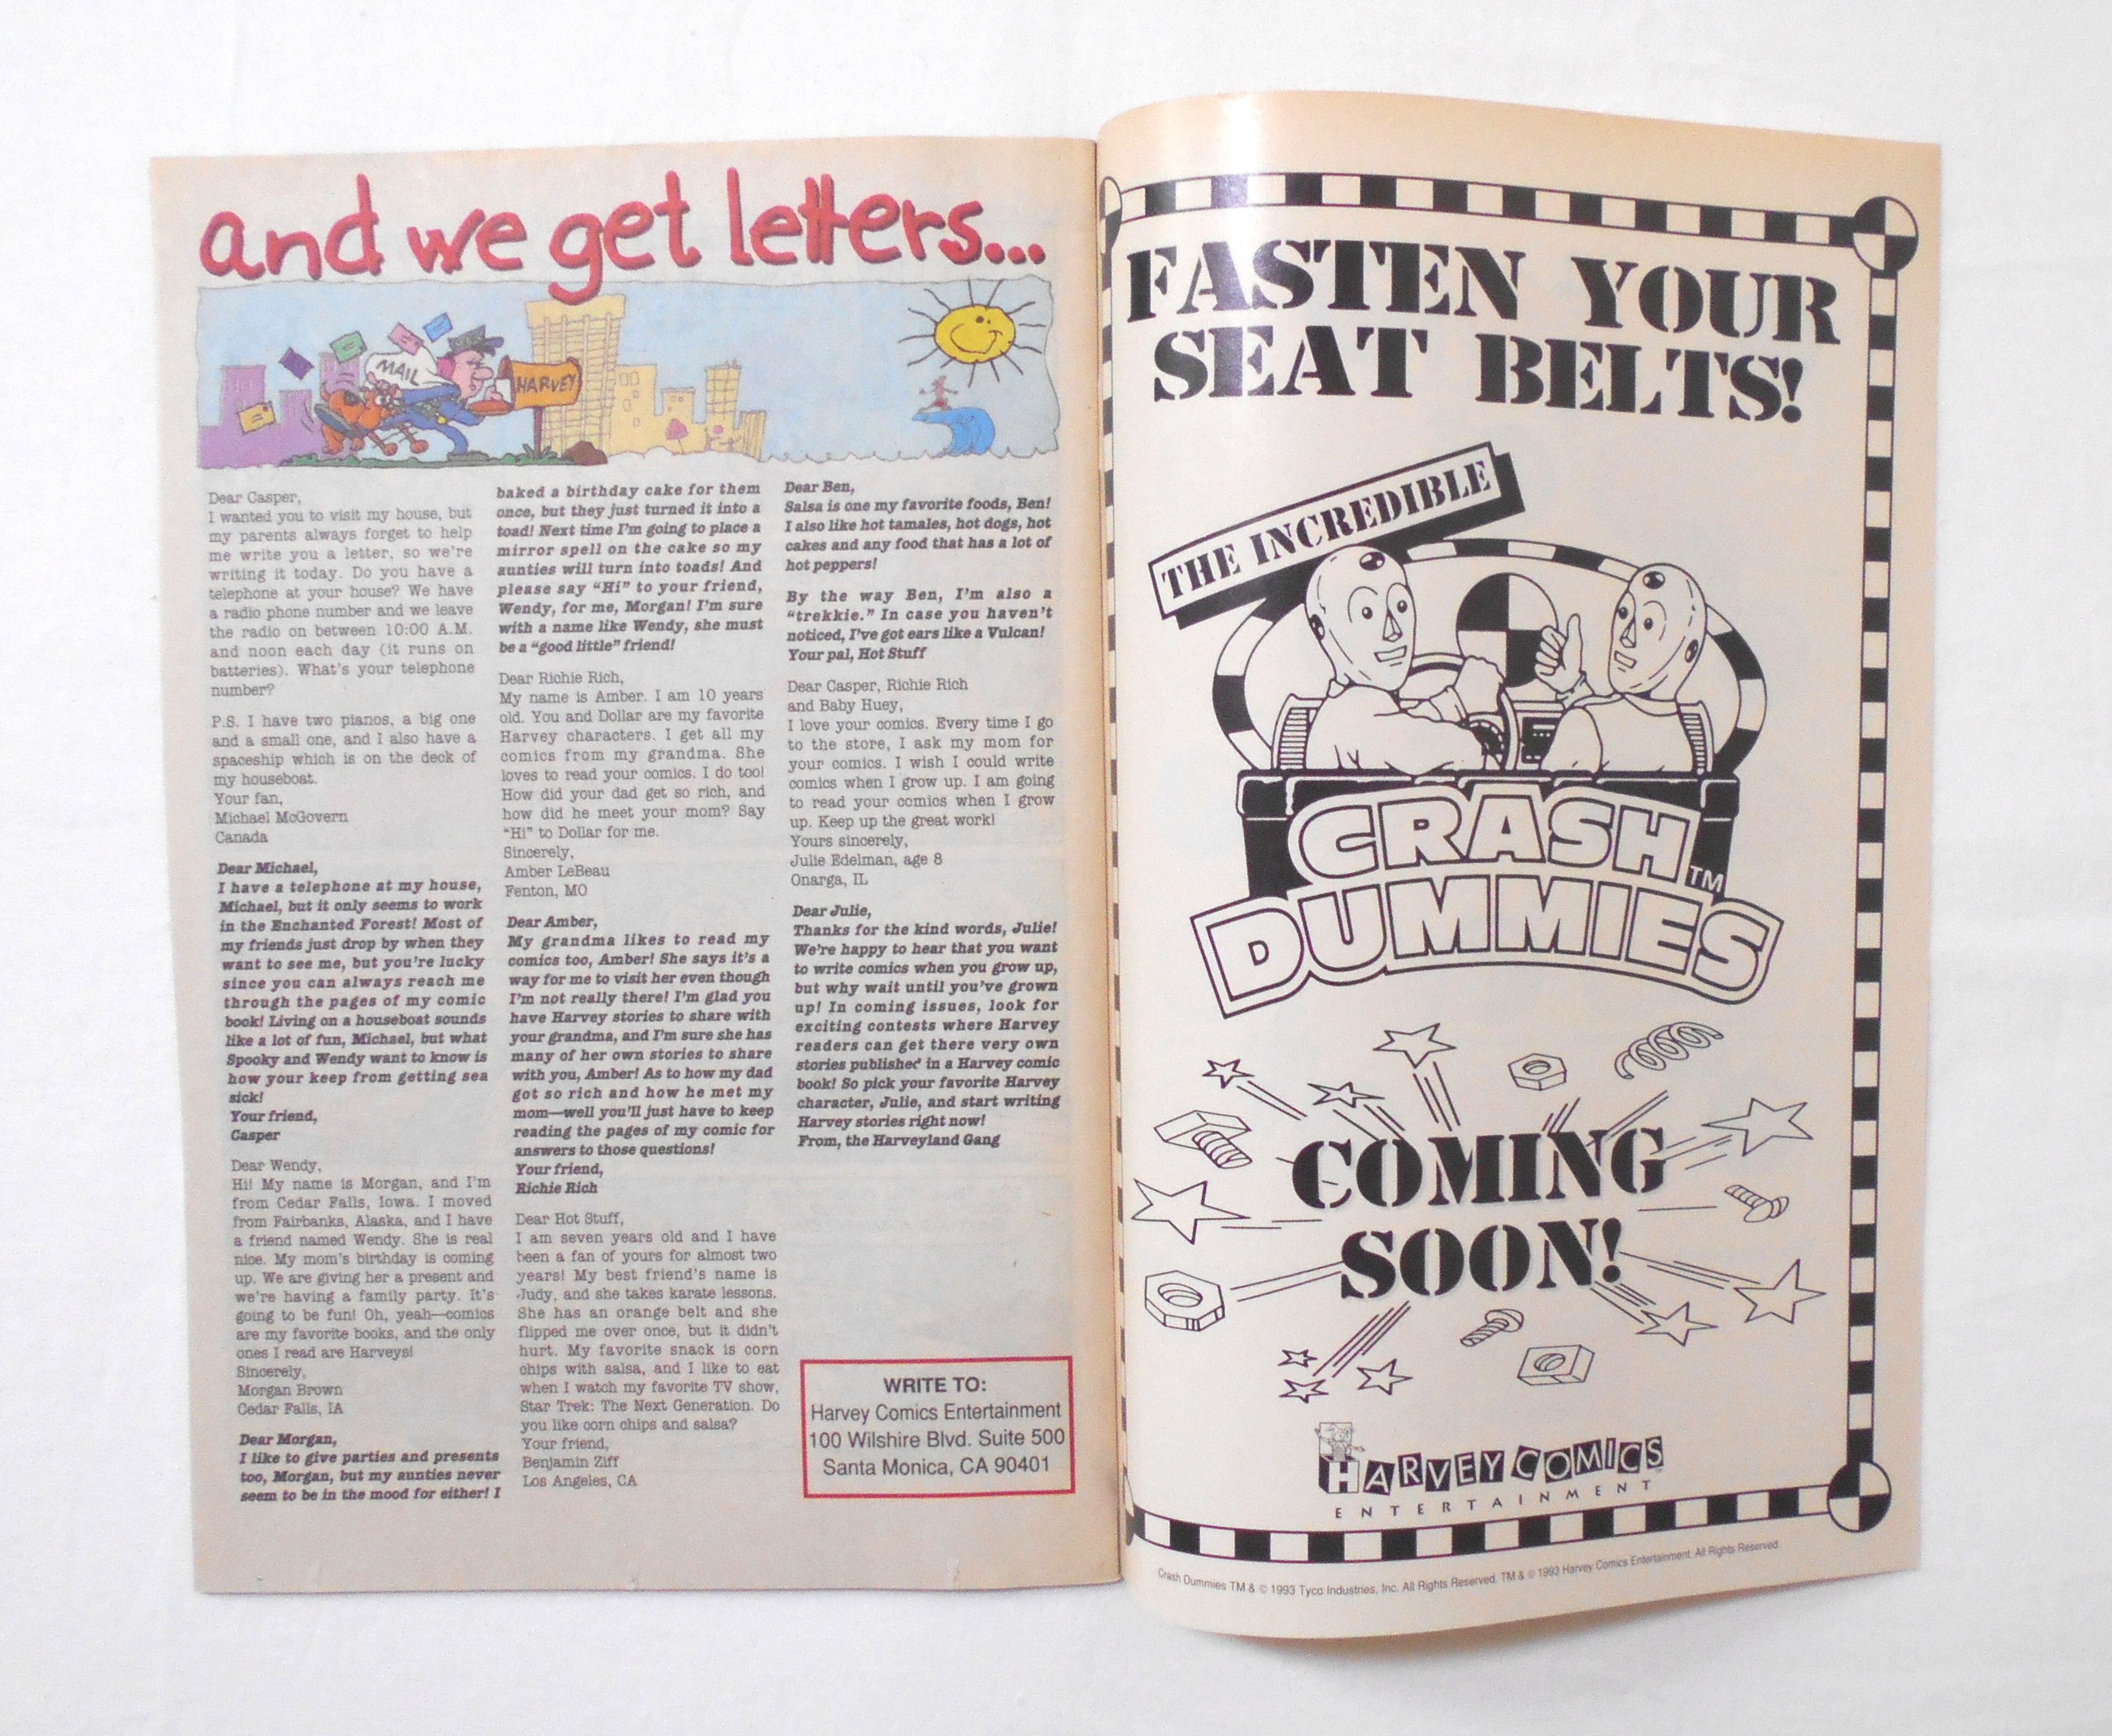 and we get letters...
MAIL
HARVEY
Dear Casper,
I wanted you to visit my house, but
my parents always forget to help
me write you a letter, so we're
writing it today. Do you have a
telephone at your house? We have
a radio phone number and we leave
the radio on between 10:00 A.M.
and noon each day (it runs on
batteries). What's your telephone
number?
P.S. I have two pianos, a big one
and a small one, and I also have a
spaceship which is on the deck of
my houseboat.
Your fan,
Michael McGovern
Canada
Dear Michael,
I have a telephone at my house,
Michael, but it only seems to work
in the Enchanted Forest! Most of
my friends just drop by when they
want to see me, but you're lucky
since you can always reach me
through the pages of my comic
book! Living on a houseboat sounds
like a lot of fun, Michael, but what
Spooky and Wendy want to know is
how your keep from getting sea
sick!
Your friend,
Casper
Dear Wendy,
Hi! My name is Morgan, and I'm
from Cedar Falls, Iowa. I moved
from Fairbanks, Alaska, and I have
a friend named Wendy. She is real
nice. My mom's birthday is coming
up. We are giving her a present and
we're having a family party. It's
going to be fun! Oh, yeah—comics
are my favorite books, and the only
ones I read are Harveys!
Sincerely,
Morgan Brown
Cedar Falls, IA
Dear Morgan,
I like to give parties and presents
too, Morgan, but my aunties never
seem to be in the mood for either! I
baked a birthday cake for them
once, but they just turned it into a
toad! Next time I'm going to place a
mirror spell on the cake so my
aunties will turn into toads! And
please say "Hi" to your friend,
Wendy, for me, Morgan! I'm sure
with a name like Wendy, she must
be a "good little" friend!
Dear Richie Rich,
My name is Amber. I am 10 years
old. You and Dollar are my favorite
Harvey characters. I get all my
comics from my grandma. She
loves to read your comics. I do too!
How did your dad get so rich, and
how did he meet your mom? Say
"Hi" to Dollar for me.
Sincerely,
Amber LeBeau
Fenton, MO
Dear Amber,
My grandma likes to read my
comics too, Amber! She says it's a
way for me to visit her even though
I'm not really there! I'm glad you
have Harvey stories to share with
your grandma, and I'm sure she has
many of her own stories to share
with you, Amber! As to how my dad
got so rich and how he met my
mom—well you'll just have to keep
reading the pages of my comic for
answers to those questions!
Your friend,
Richie Rich
Dear Hot Stuff,
I am seven years old and I have
been a fan of yours for almost two
years! My best friend's name is
Judy, and she takes karate lessons.
She has an orange belt and she
flipped me over once, but it didn't
hurt. My favorite snack is corn
chips with salsa, and I like to eat
when I watch my favorite TV show,
Star Trek: The Next Generation. Do
you like corn chips and salsa?
Your friend,
Benjamin Ziff
Los Angeles, CA
Dear Ben,
Salsa is one my favorite foods, Ben!
I also like hot tamales, hot dogs, hot
cakes and any food that has a lot of
hot peppers!
By the way Ben, I'm also a
"trekkie." In case you haven't
noticed, I've got ears like a Vulcan!
Your pal, Hot Stuff
Dear Casper, Richie Rich
and Baby Huey,
I love your comics. Every time I go
to the store, I ask my mom for
your comics. I wish I could write
comics when I grow up. I am going
to read your comics when I grow
up. Keep up the great work!
Yours sincerely,
Julie Edelman, age 8
Onarga, IL
Dear Julie,
Thanks for the kind words, Julie!
We're happy to hear that you want
to write comics when you grow up,
but why wait until you've grown
up! In coming issues, look for
exciting contests where Harvey
readers can get there very own
stories published in a Harvey comic
book! So pick your favorite Harvey
character, Julie, and start writing
Harvey stories right now!
From, the Harveyland Gang
WRITE TO:
Harvey Comics Entertainment
100 Wilshire Blvd. Suite 500
Santa Monica, CA 90401
FASTEN YOUR
SEAT BELTS!
THE INCREDIBLE
CRASH
DUMMIES TM
COMING
SOON!
HARVEY COMICS
ENTERTAINMENT
Crash Dummies TM & © 1993 Tyco Industries, Inc. All Rights Reserved. TM & © 1993 Harvey Comics Entertainment. All Rights Reserved.